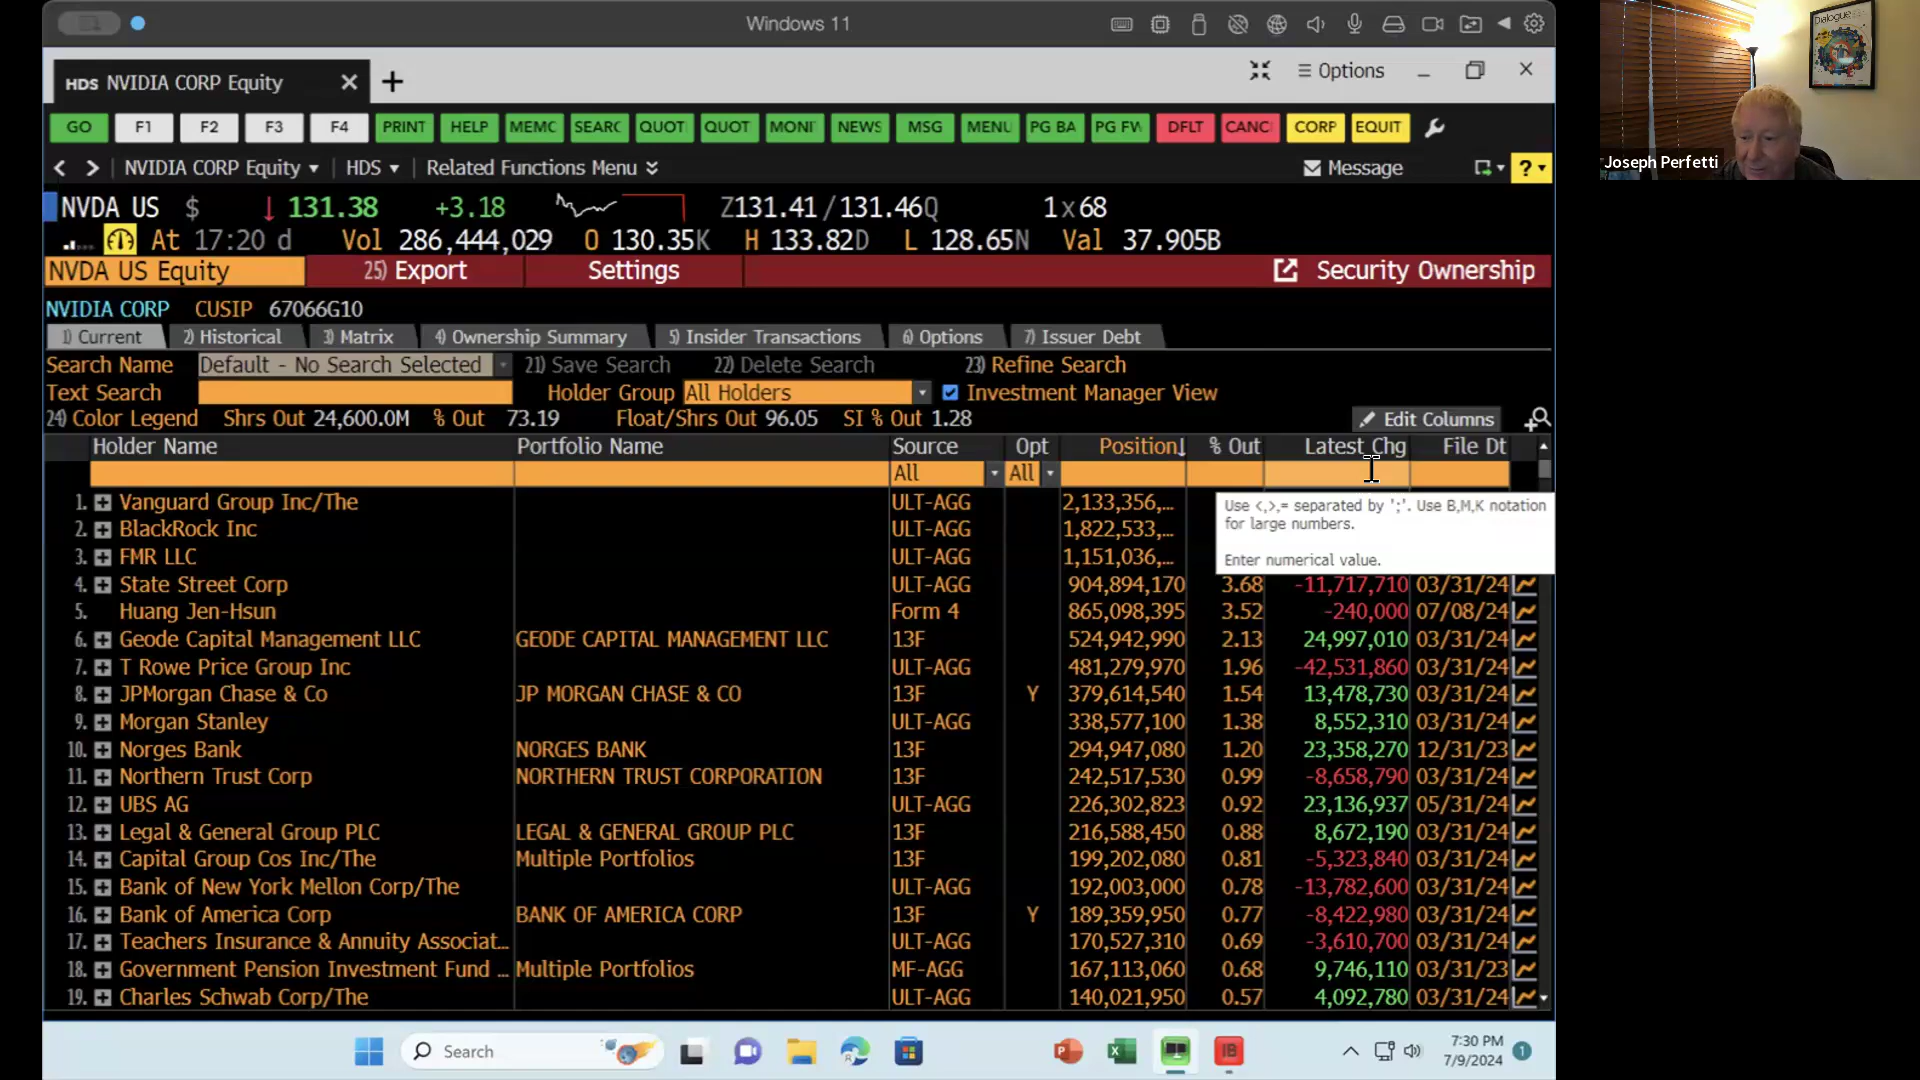 Windows 11
HDS NVIDIA CORP Equity
Options
GO F1 F2 F3 F4 PRINT HELP MEMC SEARC QUOT QUOT MONI NEWS MSG MENU PG BA PG FW DFLT CANC CORP EQUIT
NVIDIA CORP Equity HDS Related Functions Menu Message ?
NVDA US $ ↓ 131.38 +3.18 Z131.41/131.46Q 1x68
At 17:20 d Vol 286,444,029 O 130.35K H 133.82D L 128.65N Val 37.905B
NVDA US Equity 25) Export Settings Security Ownership
NVIDIA CORP CUSIP 67066G10
1) Current 2) Historical 3) Matrix 4) Ownership Summary 5) Insider Transactions 6) Options 7) Issuer Debt
Search Name Default - No Search Selected 21) Save Search 22) Delete Search 23) Refine Search
Text Search Holder Group All Holders Investment Manager View
24) Color Legend Shrs Out 24,600.0M % Out 73.19 Float/Shrs Out 96.05 SI % Out 1.28 Edit Columns
Holder Name Portfolio Name Source Opt Position↓ % Out Latest Chg File Dt
All All
Use <,>,= separated by ';'. Use B,M,K notation
for large numbers.
Enter numerical value.
1. Vanguard Group Inc/The ULT-AGG 2,133,356,...
2. BlackRock Inc ULT-AGG 1,822,533,...
3. FMR LLC ULT-AGG 1,151,036,...
4. State Street Corp ULT-AGG 904,894,170 3.68 -11,717,710 03/31/24
5. Huang Jen-Hsun Form 4 865,098,395 3.52 -240,000 07/08/24
6. Geode Capital Management LLC GEODE CAPITAL MANAGEMENT LLC 13F 524,942,990 2.13 24,997,010 03/31/24
7. T Rowe Price Group Inc ULT-AGG 481,279,970 1.96 -42,531,860 03/31/24
8. JPMorgan Chase & Co JP MORGAN CHASE & CO 13F Y 379,614,540 1.54 13,478,730 03/31/24
9. Morgan Stanley ULT-AGG 338,577,100 1.38 8,552,310 03/31/24
10. Norges Bank NORGES BANK 13F 294,947,080 1.20 23,358,270 12/31/23
11. Northern Trust Corp NORTHERN TRUST CORPORATION 13F 242,517,530 0.99 -8,658,790 03/31/24
12. UBS AG ULT-AGG 226,302,823 0.92 23,136,937 05/31/24
13. Legal & General Group PLC LEGAL & GENERAL GROUP PLC 13F 216,588,450 0.88 8,672,190 03/31/24
14. Capital Group Cos Inc/The Multiple Portfolios 13F 199,202,080 0.81 -5,323,840 03/31/24
15. Bank of New York Mellon Corp/The ULT-AGG 192,003,000 0.78 -13,782,600 03/31/24
16. Bank of America Corp BANK OF AMERICA CORP 13F Y 189,359,950 0.77 -8,422,980 03/31/24
17. Teachers Insurance & Annuity Associat... ULT-AGG 170,527,310 0.69 -3,610,700 03/31/24
18. Government Pension Investment Fund ... Multiple Portfolios MF-AGG 167,113,060 0.68 9,746,110 03/31/23
19. Charles Schwab Corp/The ULT-AGG 140,021,950 0.57 4,092,780 03/31/24
Search
IB
7:30 PM
7/9/2024
1
Dialogue
Joseph Perfetti